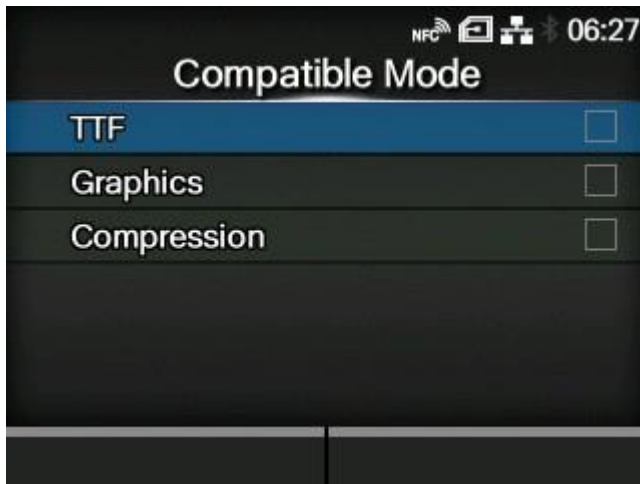 NFC 06:27
Compatible Mode
TTF
Graphics
Compression